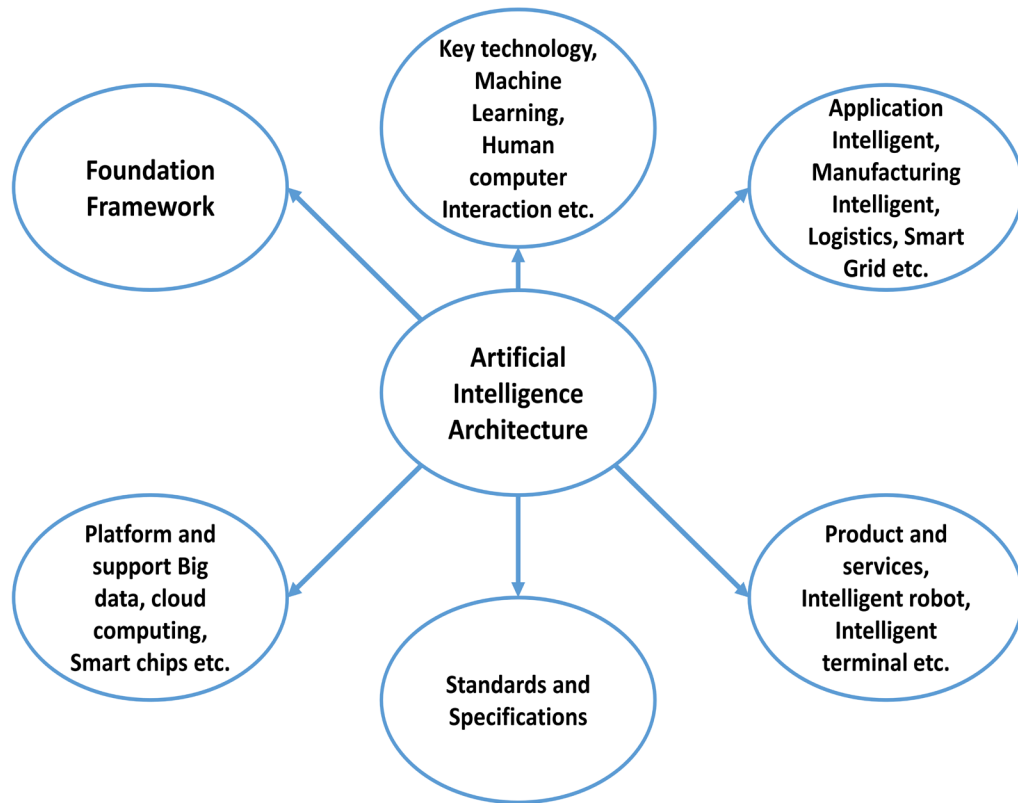 Key technology,
Machine
Learning,
Human
computer
Interaction etc.
Foundation
Framework
Application
Intelligent,
Manufacturing
Intelligent,
Logistics, Smart
Grid etc.
Artificial
Intelligence
Architecture
Platform and
support Big
data, cloud
computing,
Smart chips etc.
Standards and
Specifications
Product and
services,
Intelligent robot,
Intelligent
terminal etc.